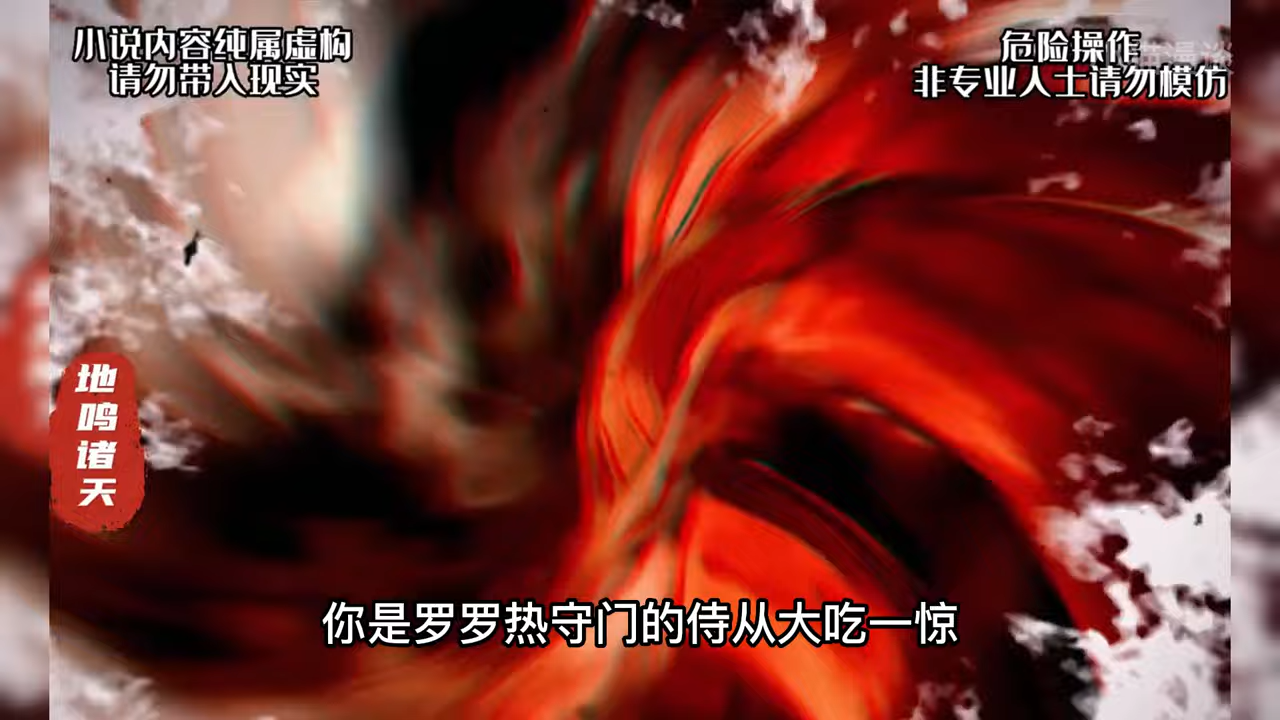 小说内容纯属虚构
请勿带入现实
危险操作
非专业人士请勿模仿
漫谈
地鸣诸天
你是罗罗热守门的侍从大吃一惊